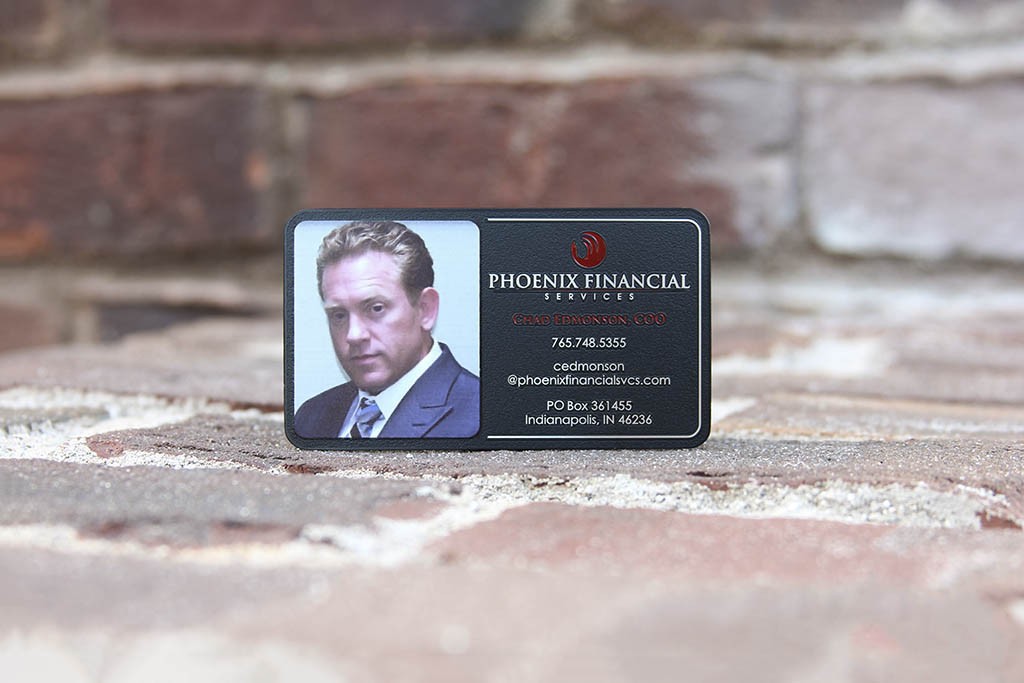 PHOENIX FINANCIAL
SERVICES
CHAD EDMONSON, COO
765.748.5355
cedmonson
@phoenixfinancialsvcs.com
PO Box 361455
Indianapolis, IN 46236